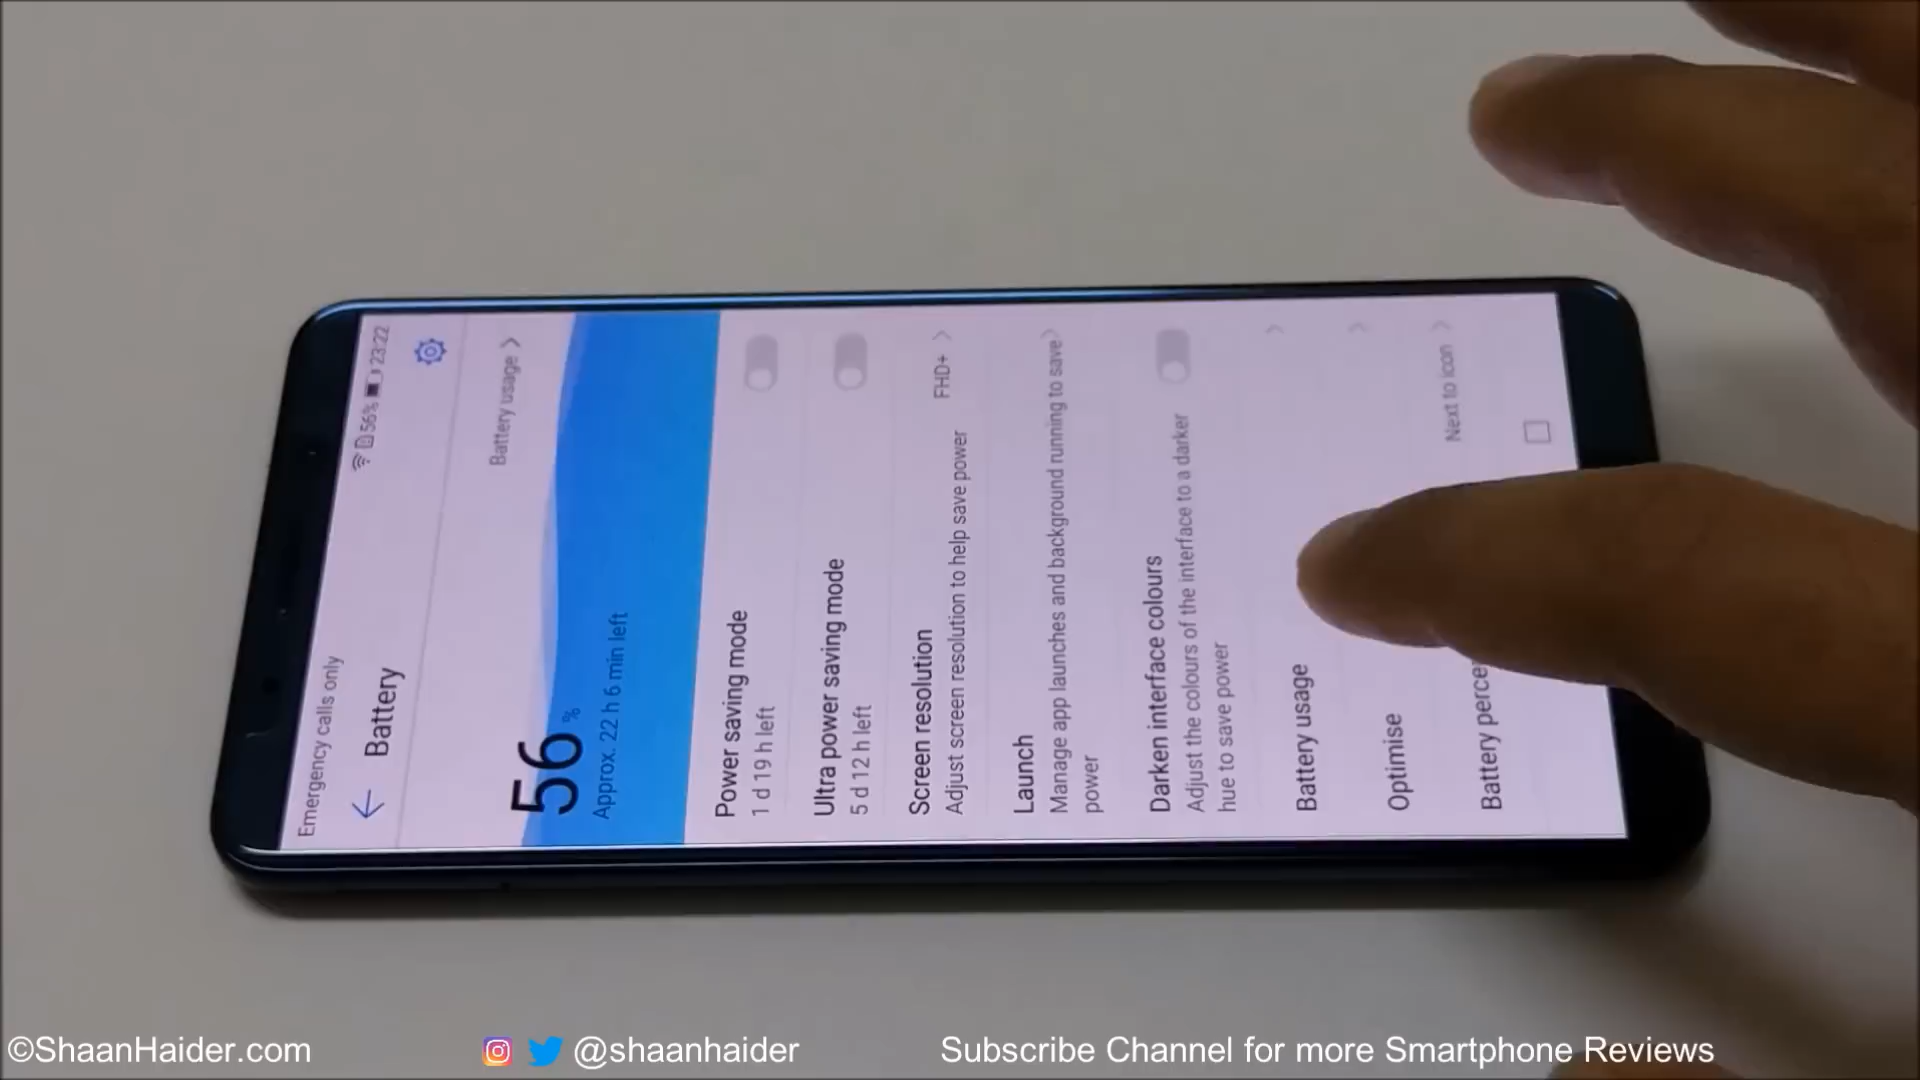 Emergency calls only
56% 23:22
Battery
Battery usage
56 %
Approx. 22 h 6 min left
Power saving mode
1 d 19 h left
Ultra power saving mode
5 d 12 h left
Screen resolution
Adjust screen resolution to help save power
FHD+
Launch
Manage app launches and background running to save
power
Darken interface colours
Adjust the colours of the interface to a darker
hue to save power
Battery usage
Optimise
Battery perce
Next to icon
©ShaanHaider.com
@shaanhaider
Subscribe Channel for more Smartphone Reviews